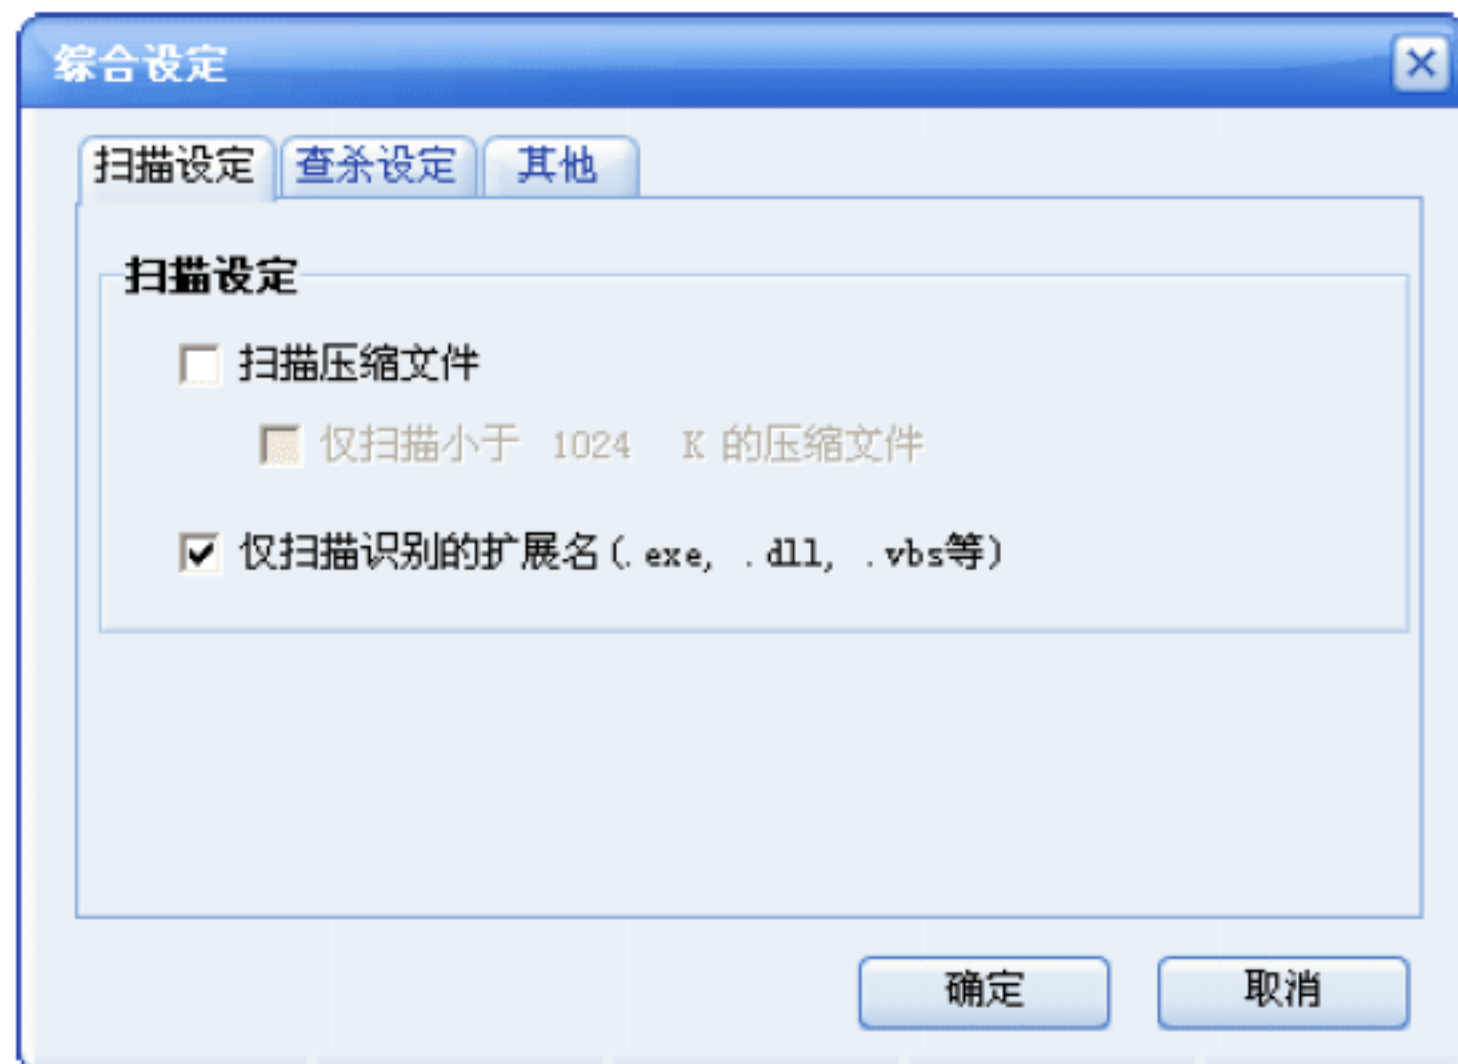 综合设定
扫描设定 查杀设定 其他
扫描设定
扫描压缩文件
仅扫描小于 1024 K 的压缩文件
仅扫描识别的扩展名(.exe, .dll, .vbs等)
确定 取消